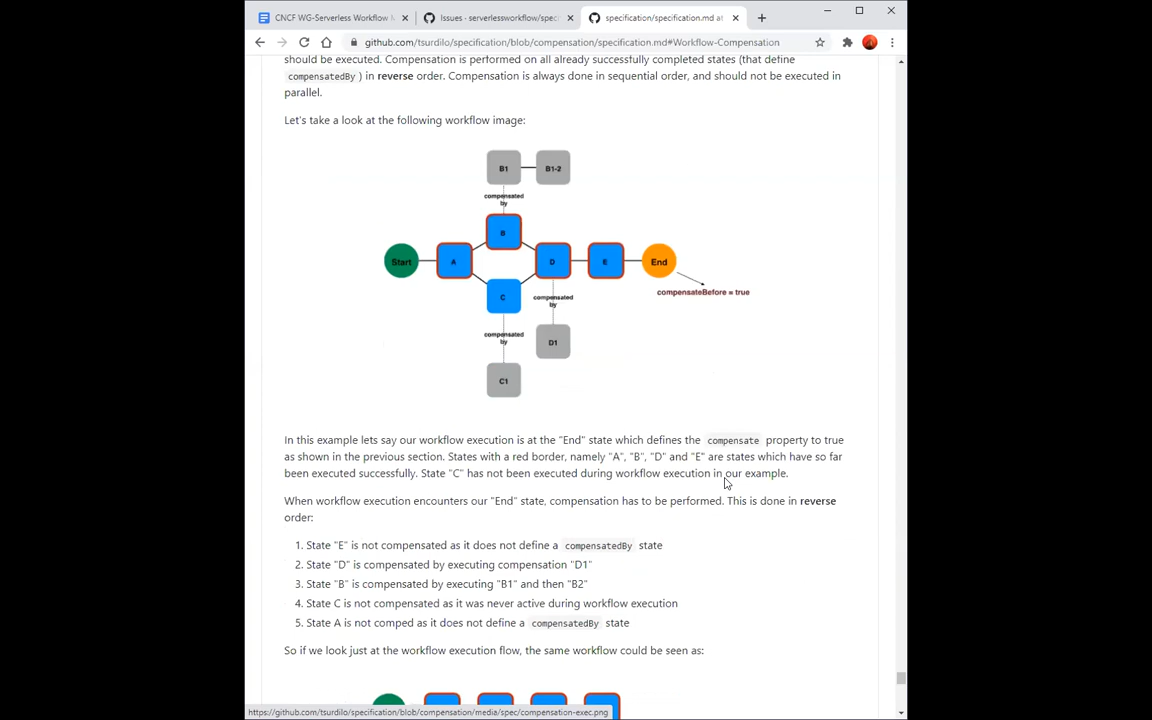 CNCF WG-Serverless Workflow M
Issues · serverlessworkflow/spec
specification/specification.md at
github.com/tsurdilo/specification/blob/compensation/specification.md#Workflow-Compensation
should be executed. Compensation is performed on all already successfully completed states (that define
compensatedBy ) in reverse order. Compensation is always done in sequential order, and should not be executed in
parallel.
Let's take a look at the following workflow image:
B1
B1-2
compensated
by
B
Start
A
D
E
End
compensateBefore = true
C
compensated
by
compensated
by
D1
C1
In this example lets say our workflow execution is at the "End" state which defines the compensate property to true
as shown in the previous section. States with a red border, namely "A", "B", "D" and "E" are states which have so far
been executed successfully. State "C" has not been executed during workflow execution in our example.
When workflow execution encounters our "End" state, compensation has to be performed. This is done in reverse
order:
1. State "E" is not compensated as it does not define a compensatedBy state
2. State "D" is compensated by executing compensation "D1"
3. State "B" is compensated by executing "B1" and then "B2"
4. State C is not compensated as it was never active during workflow execution
5. State A is not comped as it does not define a compensatedBy state
So if we look just at the workflow execution flow, the same workflow could be seen as:
https://github.com/tsurdilo/specification/blob/compensation/media/spec/compensation-exec.png